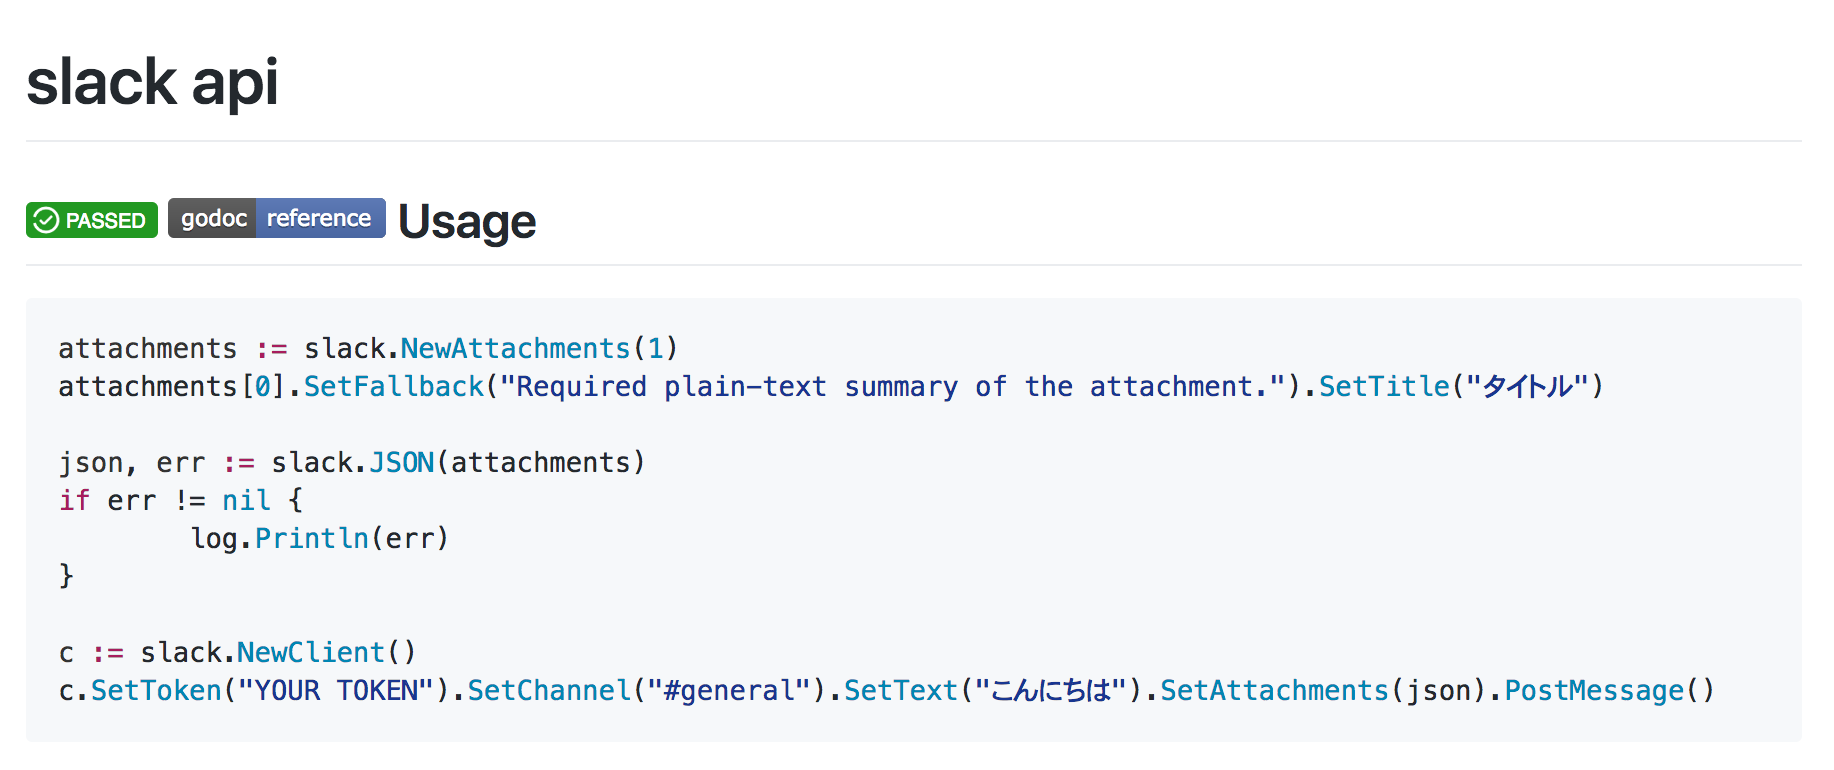 slack api
PASSED godoc reference Usage
attachments := slack.NewAttachments(1)
attachments[0].SetFallback("Required plain-text summary of the attachment.").SetTitle("タイトル")
json, err := slack.JSON(attachments)
if err != nil {
        log.Println(err)
}
c := slack.NewClient()
c.SetToken("YOUR TOKEN").SetChannel("#general").SetText("こんにちは").SetAttachments(json).PostMessage()